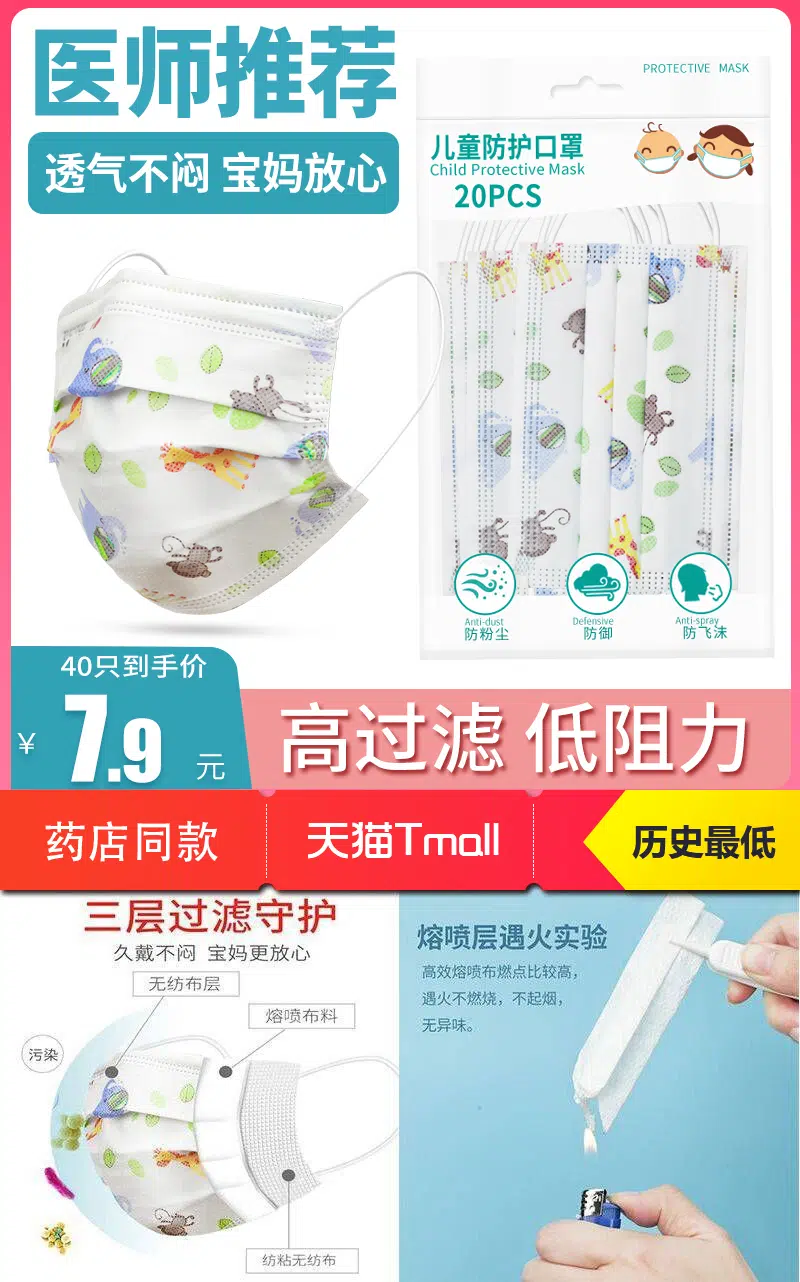 医师推荐
透气不闷 宝妈放心
PROTECTIVE MASK
儿童防护口罩
Child Protective Mask
20PCS
Anti-dust
防粉尘
Defensive
防御
Anti-spray
防飞沫
40只到手价
¥
7.9
元
高过滤 低阻力
药店同款
天猫Tmall
历史最低
三层过滤守护
久戴不闷 宝妈更放心
无纺布层
熔喷布料
污染
纺粘无纺布
熔喷层遇火实验
高效熔喷布燃点比较高，
遇火不燃烧，不起烟，
无异味。